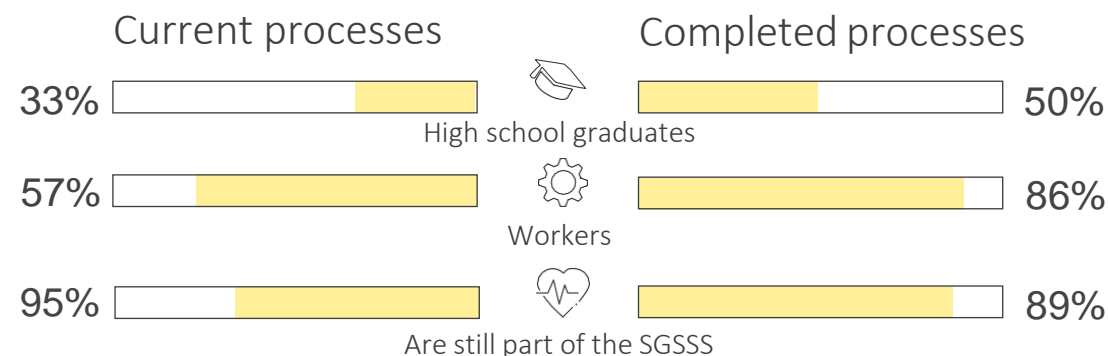 Current processes
Completed processes
33%
50%
High school graduates
57%
86%
Workers
95%
89%
Are still part of the SGSSS